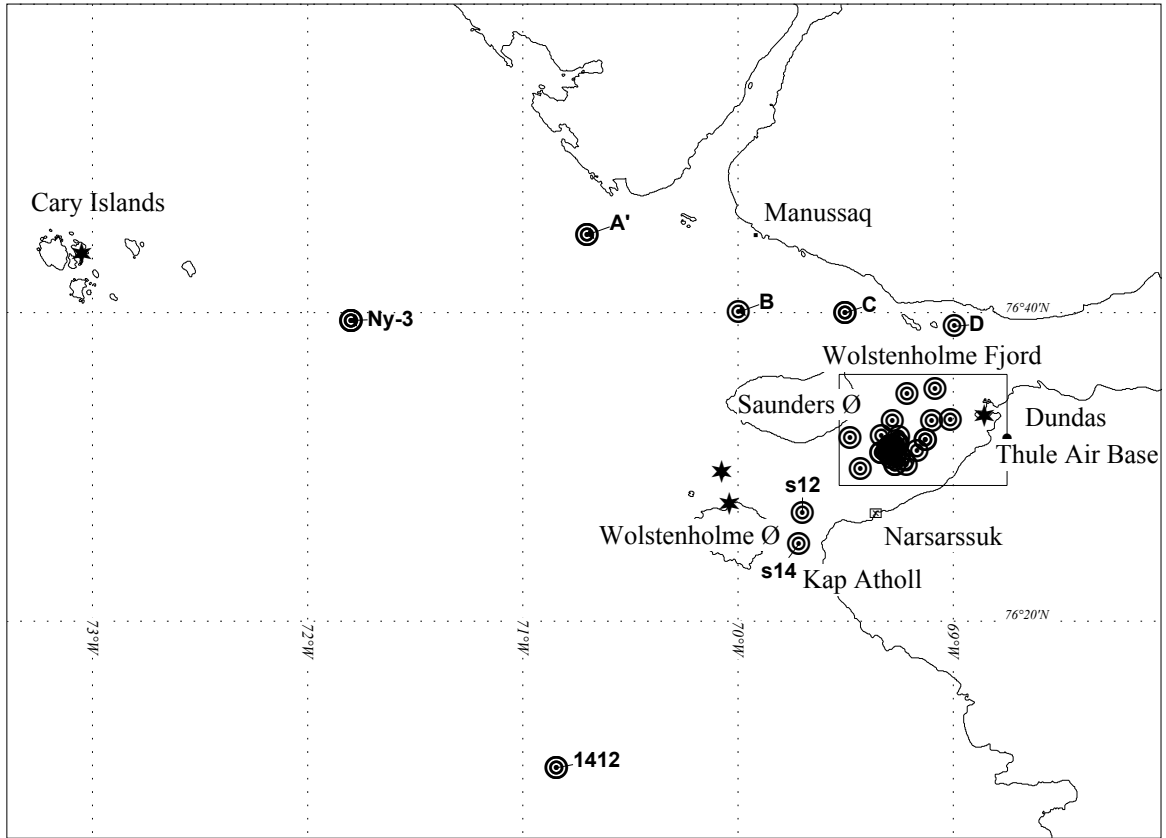 Cary Islands
A'
Manussaq
B
C
76°40'N
Ny-3
D
Wolstenholme Fjord
Saunders Ø
Dundas
Thule Air Base
s12
Wolstenholme Ø
Narsarssuk
s14
Kap Atholl
76°20'N
73°W
72°W
71°W
70°W
69°W
1412